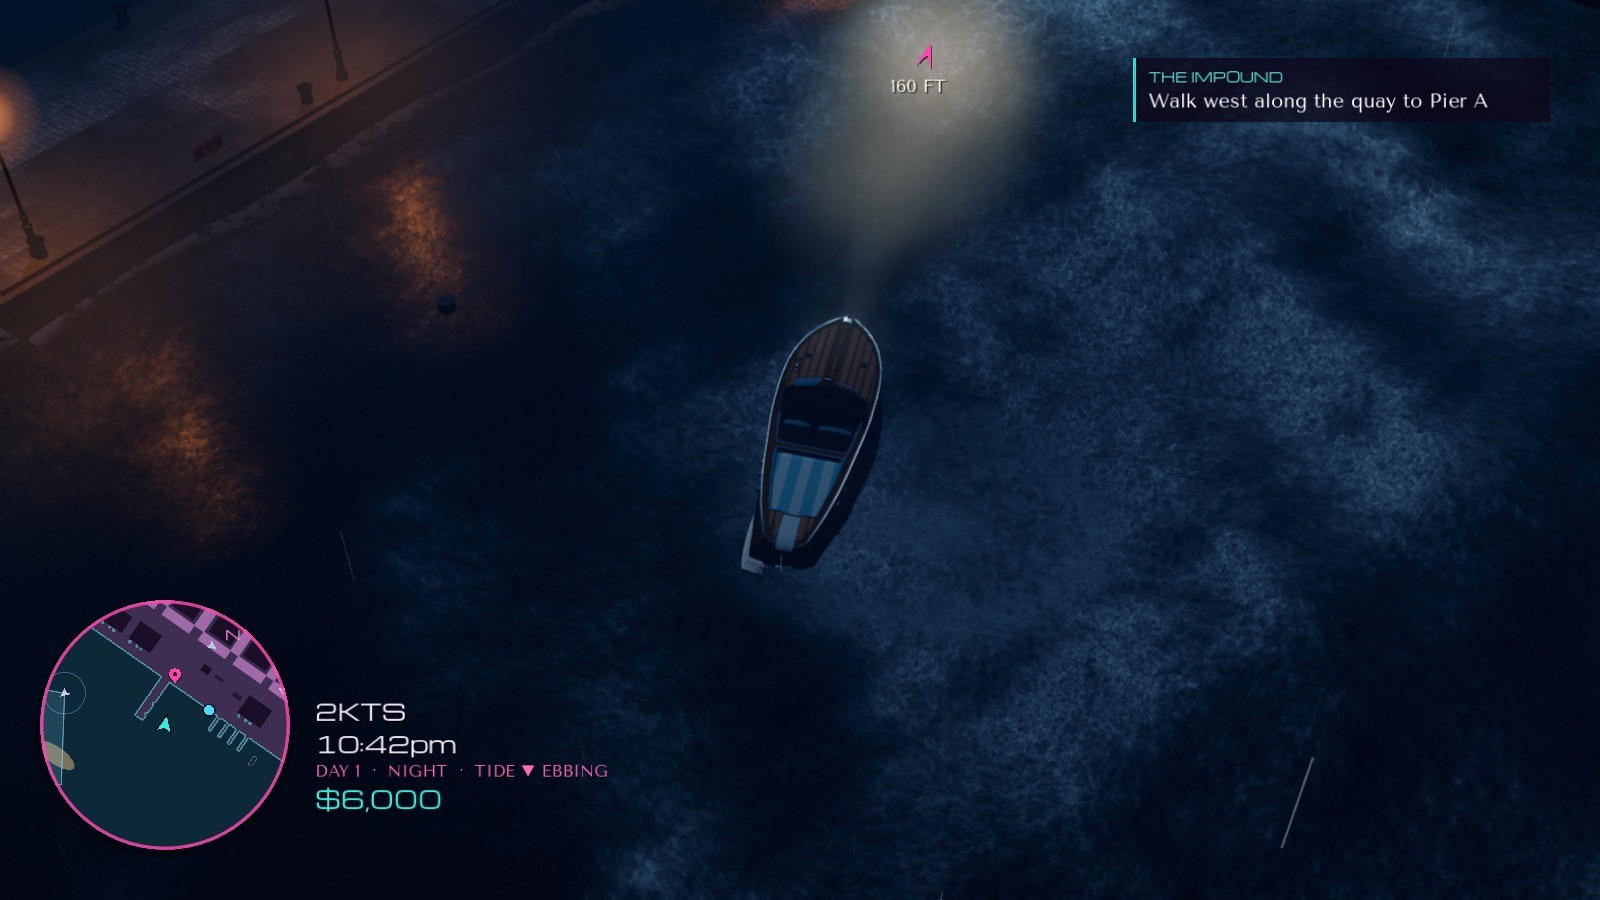 160 FT
THE IMPOUND
Walk west along the quay to Pier A
N
2KTS
10:42pm
DAY 1 · NIGHT · TIDE ▼ EBBING
$6,000